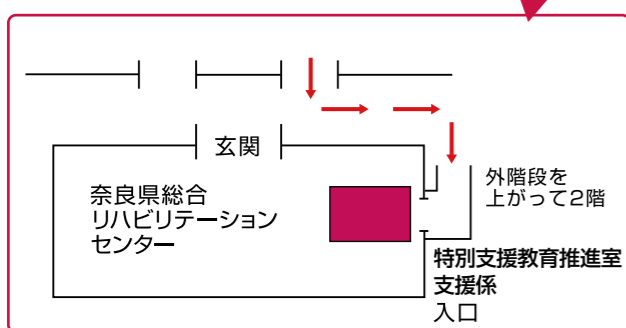 玄関
奈良県総合
リハビリテーション
センター
外階段を
上がって2階
特別支援教育推進室
支援係
入口